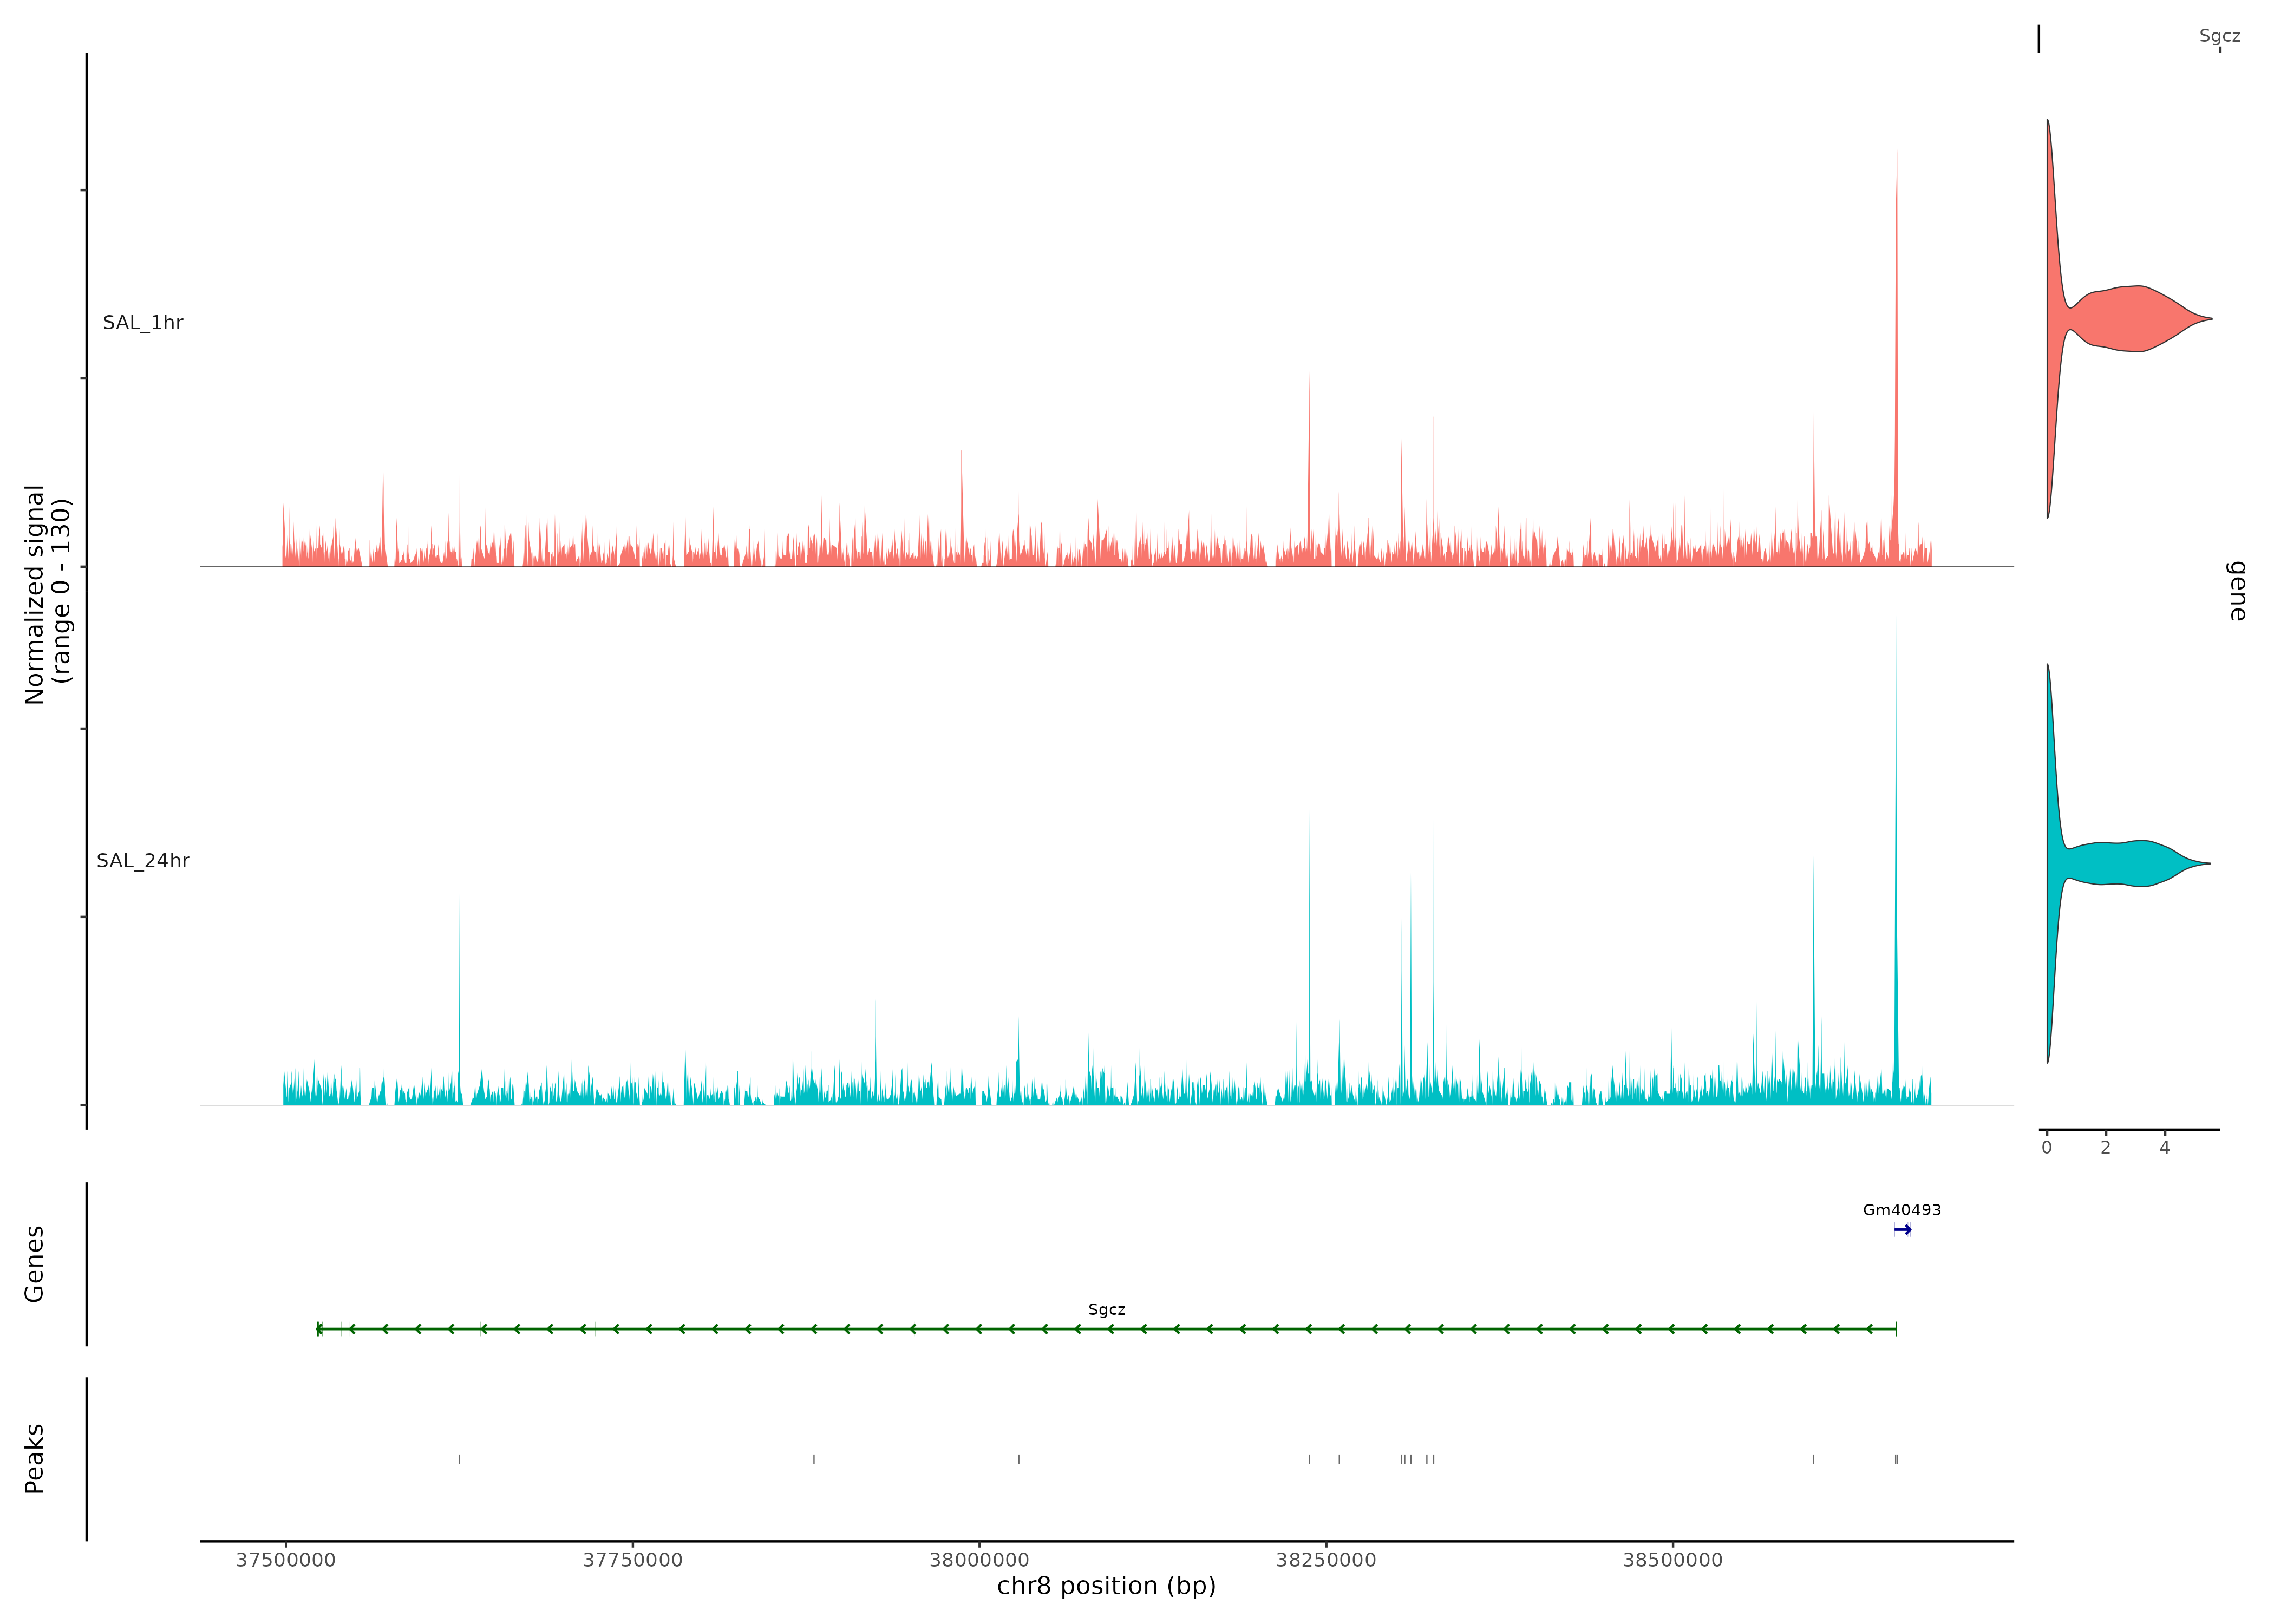 Sgcz
Normalized signal
(range 0 - 130)
SAL_1hr
SAL_24hr
gene
0 2 4
Genes
Gm40493
Sgcz
Peaks
37500000 37750000 38000000 38250000 38500000
chr8 position (bp)